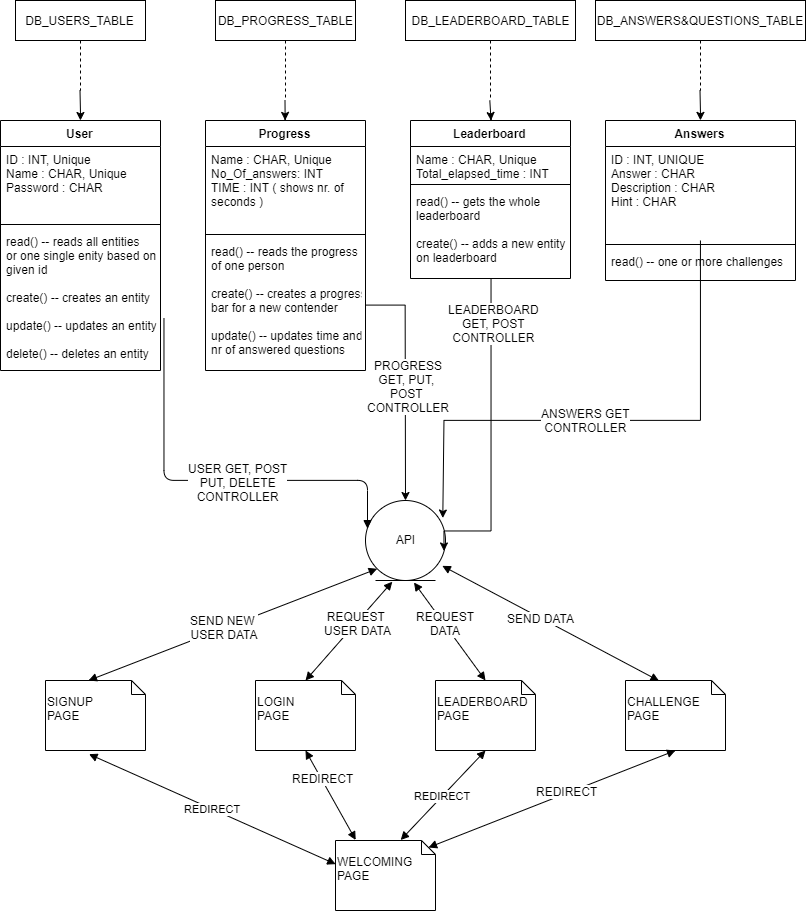 DB_USERS_TABLE
DB_PROGRESS_TABLE
DB_LEADERBOARD_TABLE
DB_ANSWERS&QUESTIONS_TABLE
User
ID : INT, Unique
Name : CHAR, Unique
Password : CHAR
read() -- reads all entities
or one single enity based on
given id
create() -- creates an entity
update() -- updates an entity
delete() -- deletes an entity
Progress
Name : CHAR, Unique
No_Of_answers: INT
TIME : INT ( shows nr. of
seconds )
read() -- reads the progress
of one person
create() -- creates a progres
bar for a new contender
update() -- updates time and
nr of answered questions
Leaderboard
Name : CHAR, Unique
Total_elapsed_time : INT
read() -- gets the whole
leaderboard
create() -- adds a new entity
on leaderboard
Answers
ID : INT, UNIQUE
Answer : CHAR
Description : CHAR
Hint : CHAR
read() -- one or more challenges
LEADERBOARD
GET, POST
CONTROLLER
PROGRESS
GET, PUT,
POST
CONTROLLER
ANSWERS GET
CONTROLLER
USER GET, POST
PUT, DELETE
CONTROLLER
API
SEND NEW
USER DATA
REQUEST
USER DATA
REQUEST
DATA
SEND DATA
SIGNUP
PAGE
LOGIN
PAGE
LEADERBOARD
PAGE
CHALLENGE
PAGE
REDIRECT
REDIRECT
REDIRECT
REDIRECT
WELCOMING
PAGE